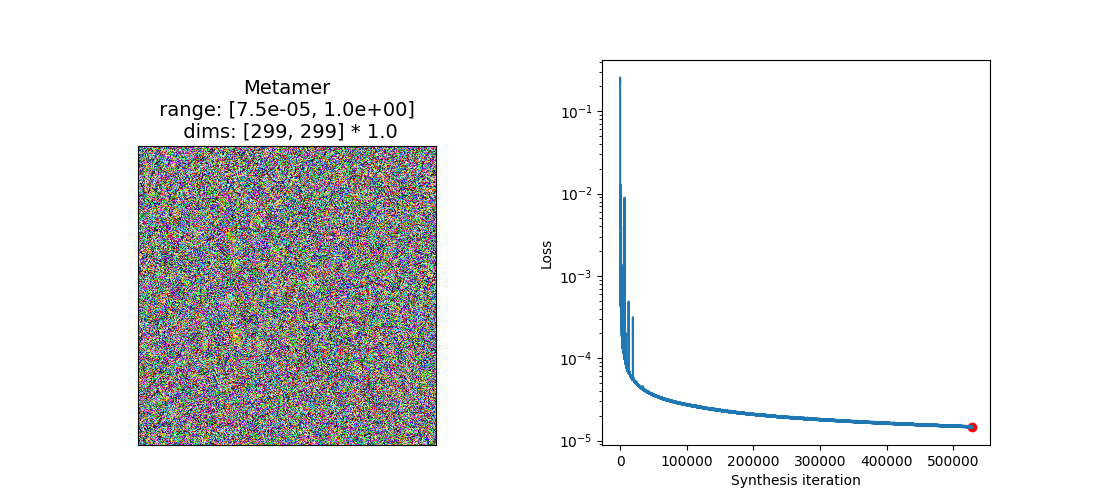 Metamer
range: [7.5e-05, 1.0e+00]
dims: [299, 299] * 1.0
Loss
10⁻¹
10⁻²
10⁻³
10⁻⁴
10⁻⁵
0 100000 200000 300000 400000 500000
Synthesis iteration